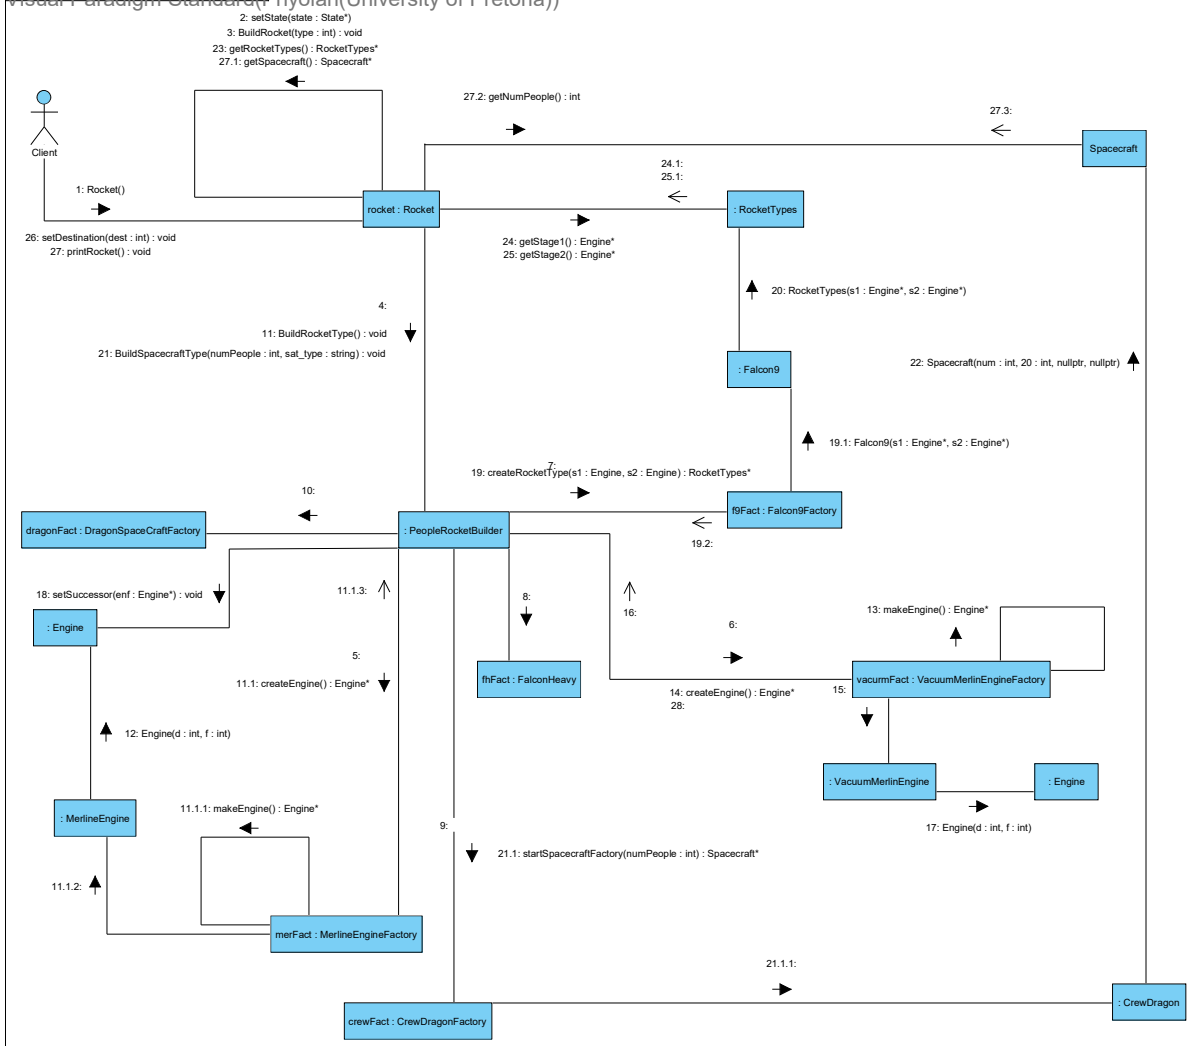 Visual Paradigm Standard(Phyolan(University of Pretoria))
2: setState(state : State*)
3: BuildRocket(type : int) : void
23: getRocketTypes() : RocketTypes*
27.1: getSpacecraft() : Spacecraft*
27.2: getNumPeople() : int
27.3:
Client
Spacecraft
24.1:
25.1:
1: Rocket()
rocket : Rocket
: RocketTypes
26: setDestination(dest : int) : void
27: printRocket() : void
24: getStage1() : Engine*
25: getStage2() : Engine*
20: RocketTypes(s1 : Engine*, s2 : Engine*)
4:
11: BuildRocketType() : void
21: BuildSpacecraftType(numPeople : int, sat_type : string) : void
: Falcon9
22: Spacecraft(num : int, 20 : int, nullptr, nullptr)
19.1: Falcon9(s1 : Engine*, s2 : Engine*)
7:
19: createRocketType(s1 : Engine, s2 : Engine) : RocketTypes*
10:
dragonFact : DragonSpaceCraftFactory
: PeopleRocketBuilder
f9Fact : Falcon9Factory
19.2:
18: setSuccessor(enf : Engine*) : void
11.1.3:
8:
16:
13: makeEngine() : Engine*
: Engine
6:
5:
11.1: createEngine() : Engine*
fhFact : FalconHeavy
vacurmFact : VacuumMerlinEngineFactory
14: createEngine() : Engine*
28:
15:
12: Engine(d : int, f : int)
: VacuumMerlinEngine
: Engine
11.1.1: makeEngine() : Engine*
: MerlineEngine
9:
17: Engine(d : int, f : int)
21.1: startSpacecraftFactory(numPeople : int) : Spacecraft*
11.1.2:
merFact : MerlineEngineFactory
21.1.1:
: CrewDragon
crewFact : CrewDragonFactory